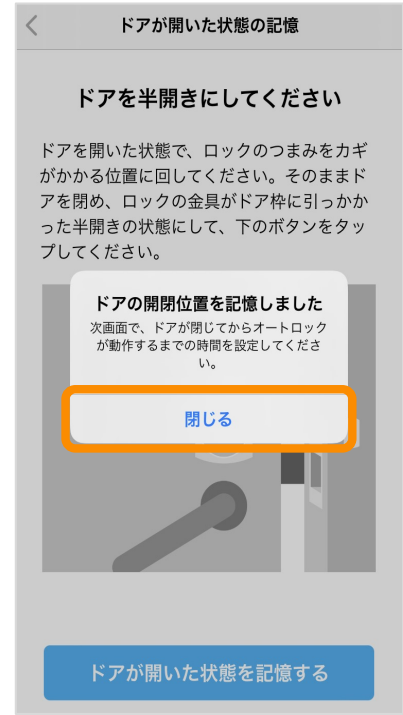 ドアが開いた状態の記憶
ドアを半開きにしてください
ドアを開いた状態で、ロックのつまみをカギ
がかかる位置に回してください。そのままド
アを閉め、ロックの金具がドア枠に引っかか
った半開きの状態にして、下のボタンをタッ
プしてください。
ドアの開閉位置を記憶しました
次画面で、ドアが閉じてからオートロック
が動作するまでの時間を設定してくださ
い。
閉じる
ドアが開いた状態を記憶する